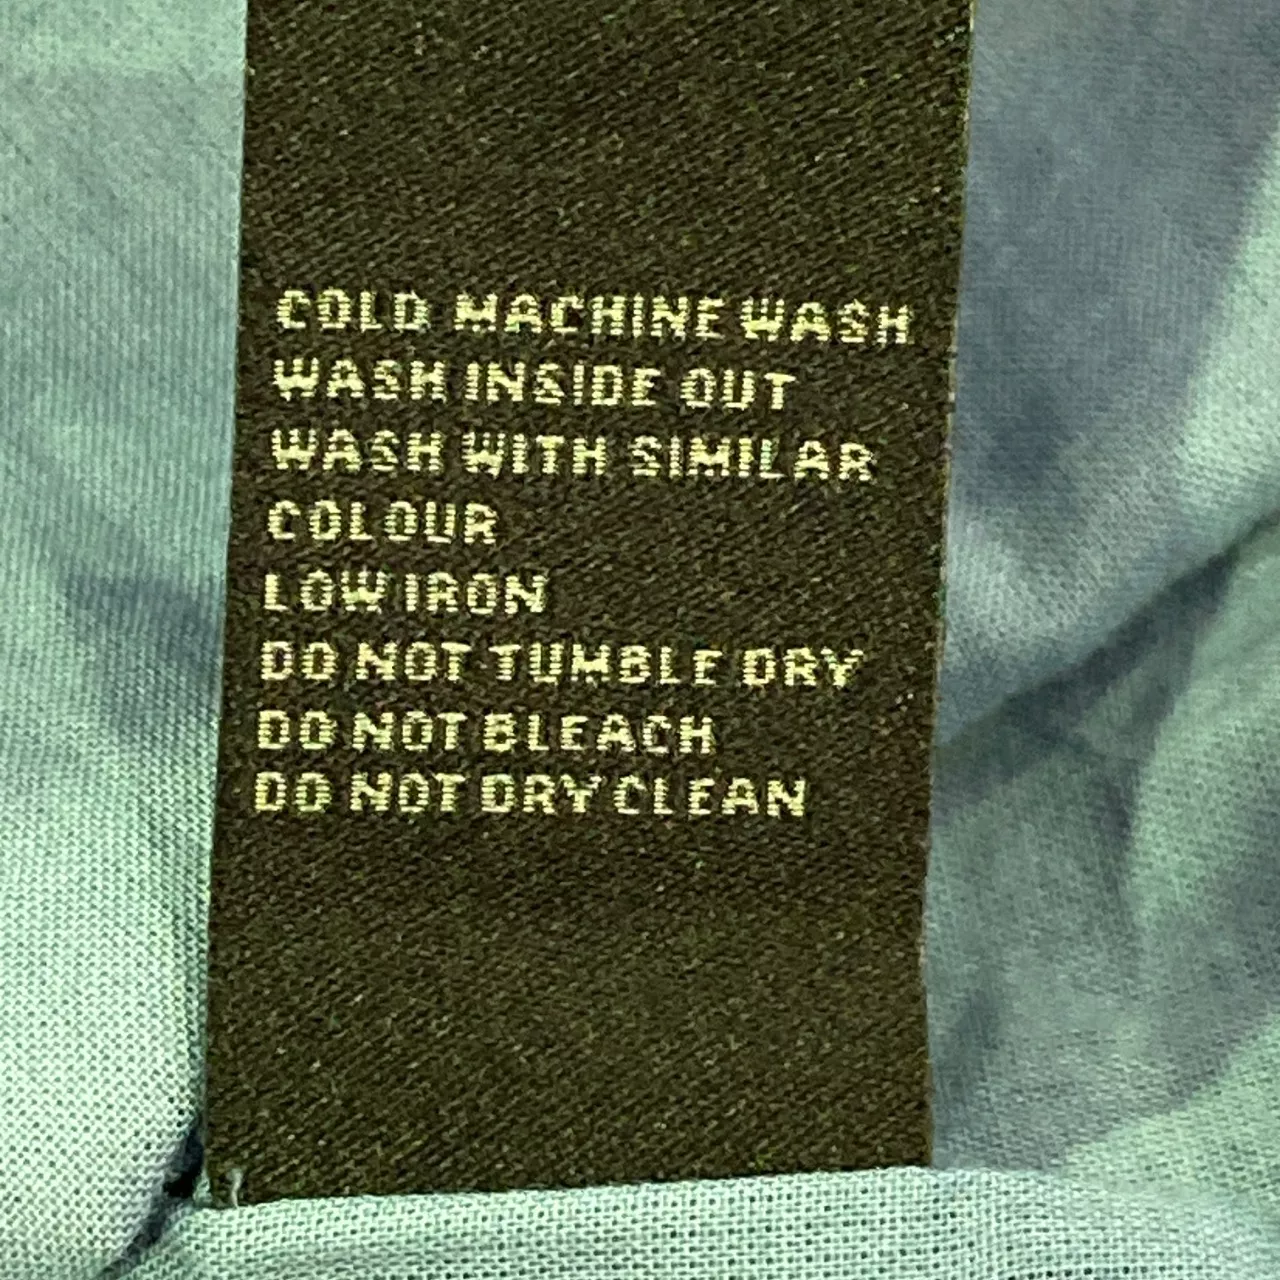 COLD MACHINE WASH
WASH INSIDE OUT
WASH WITH SIMILAR
COLOUR
LOW IRON
DO NOT TUMBLE DRY
DO NOT BLEACH
DO NOT DRY CLEAN